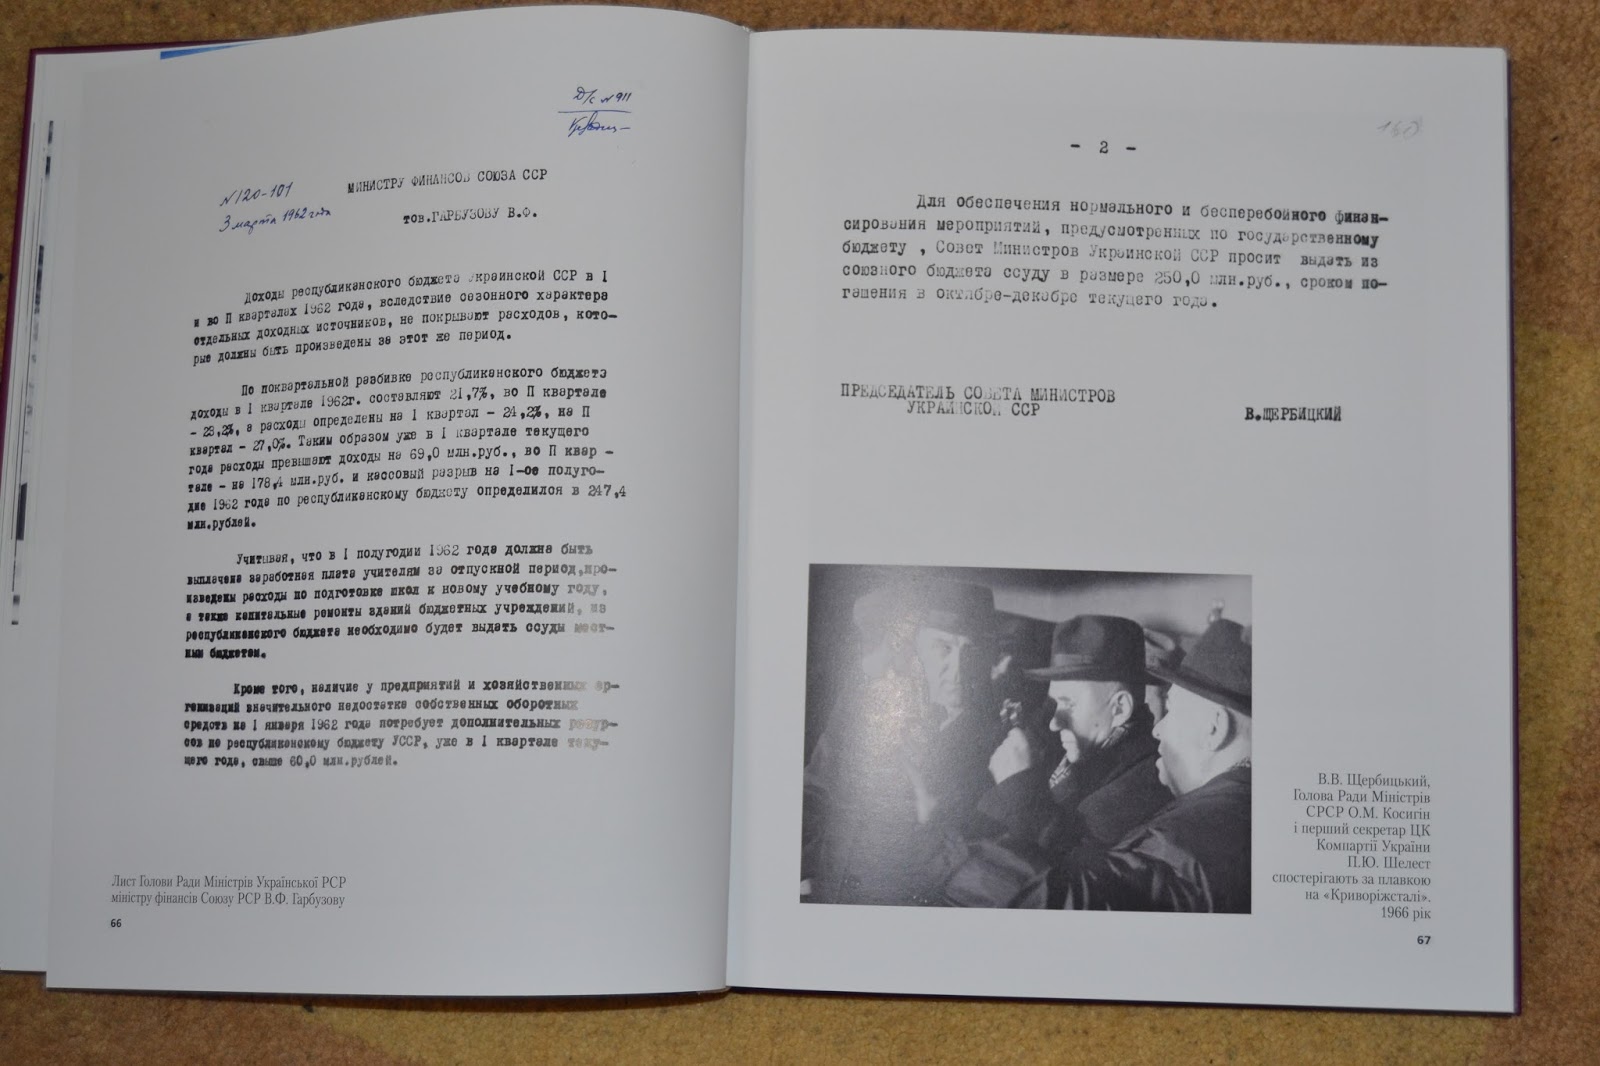 Д/с №911
№120-101
3 марта 1962 года
МИНИСТРУ ФИНАНСОВ СОЮЗА ССР
тов.ГАРБУЗОВУ В.Ф.
Доходы республиканского бюджета Украинской ССР в I
и во II кварталах 1962 года, вследствие сезонного характера
отдельных доходных источников, не покрывают расходов, кото-
рые должны быть произведены за этот же период.
По поквартальной разбивке республиканского бюджета
доходы в I квартале 1962г. составляют 21,7%, во II квартале
- 23,2%, а расходы определены на I квартал - 24,2%, на II
квартал - 27,0%. Таким образом уже в I квартале текущего
года расходы превышают доходы на 69,0 млн.руб., во II квар -
тале - на 178,4 млн.руб. и кассовый разрыв на I-ое полуго-
дие 1962 года по республиканскому бюджету определился в 247,4
млн.рублей.
Учитывая, что в I полугодии 1962 года должна быть
выплачена заработная плата учителям за отпускной период,про-
изведены расходы по подготовке школ к новому учебному году,
а также капитальные ремонты зданий бюджетных учреждений, из
республиканского бюджета необходимо будет выдать ссуды мест-
ным бюджетам.
Кроме того, наличие у предприятий и хозяйственных ор-
ганизаций значительного недостатка собственных оборотных
средств на 1 января 1962 года потребует дополнительных ресур-
сов по республиканскому бюджету УССР, уже в I квартале теку-
щего года, свыше 60,0 млн.рублей.
Лист Голови Ради Міністрів Української РСР
міністру фінансів Союзу РСР В.Ф. Гарбузову
66
- 2 -
Для обеспечения нормального и бесперебойного финан-
сирования мероприятий, предусмотренных по государственному
бюджету , Совет Министров Украинской ССР просит выдать из
союзного бюджета ссуду в размере 250,0 млн.руб., сроком по-
гашения в октябре-декабре текущего года.
ПРЕДСЕДАТЕЛЬ СОВЕТА МИНИСТРОВ
УКРАИНСКОЙ ССР В.ЩЕРБИЦКИЙ
В.В. Щербицький,
Голова Ради Міністрів
СРСР О.М. Косигін
і перший секретар ЦК
Компартії України
П.Ю. Шелест
спостерігають за плавкою
на «Криворіжсталі».
1966 рік
67